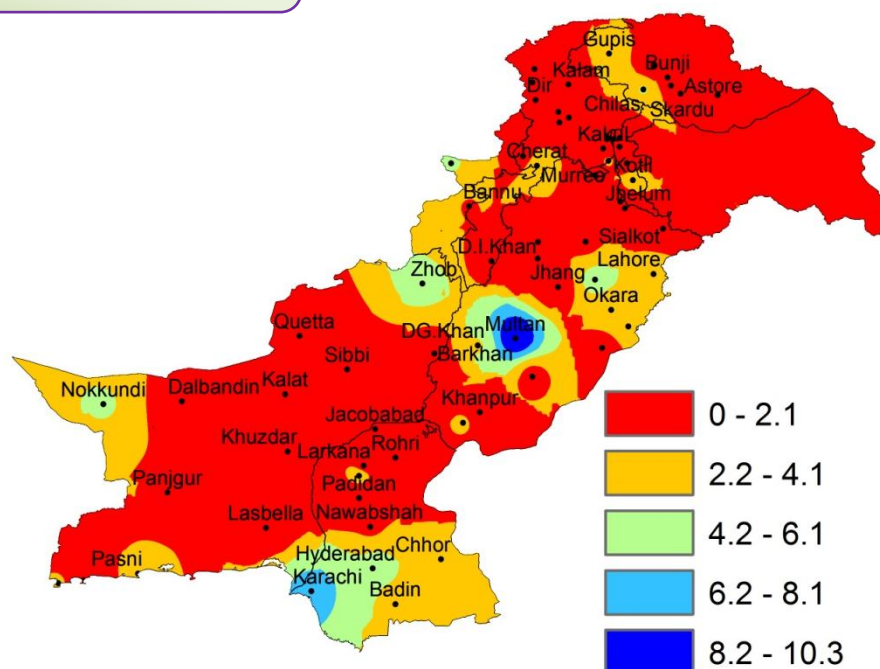 Gupis
Bunji
Kalam
Dir
Astore
Chilas
Skardu
Kakul
Cherat
Kotli
Murree
Bannu
Jhelum
Sialkot
D.I.Khan
Lahore
Zhob
Jhang
Okara
Quetta
DG.Khan
Multan
Barkhan
Sibbi
Nokkundi
Dalbandin
Kalat
Khanpur
Jacobabad
Khuzdar
Larkana
Rohri
Panjgur
Padidan
Lasbella
Nawabshah
Chhor
Pasni
Hyderabad
Karachi
Badin
0 - 2.1
2.2 - 4.1
4.2 - 6.1
6.2 - 8.1
8.2 - 10.3